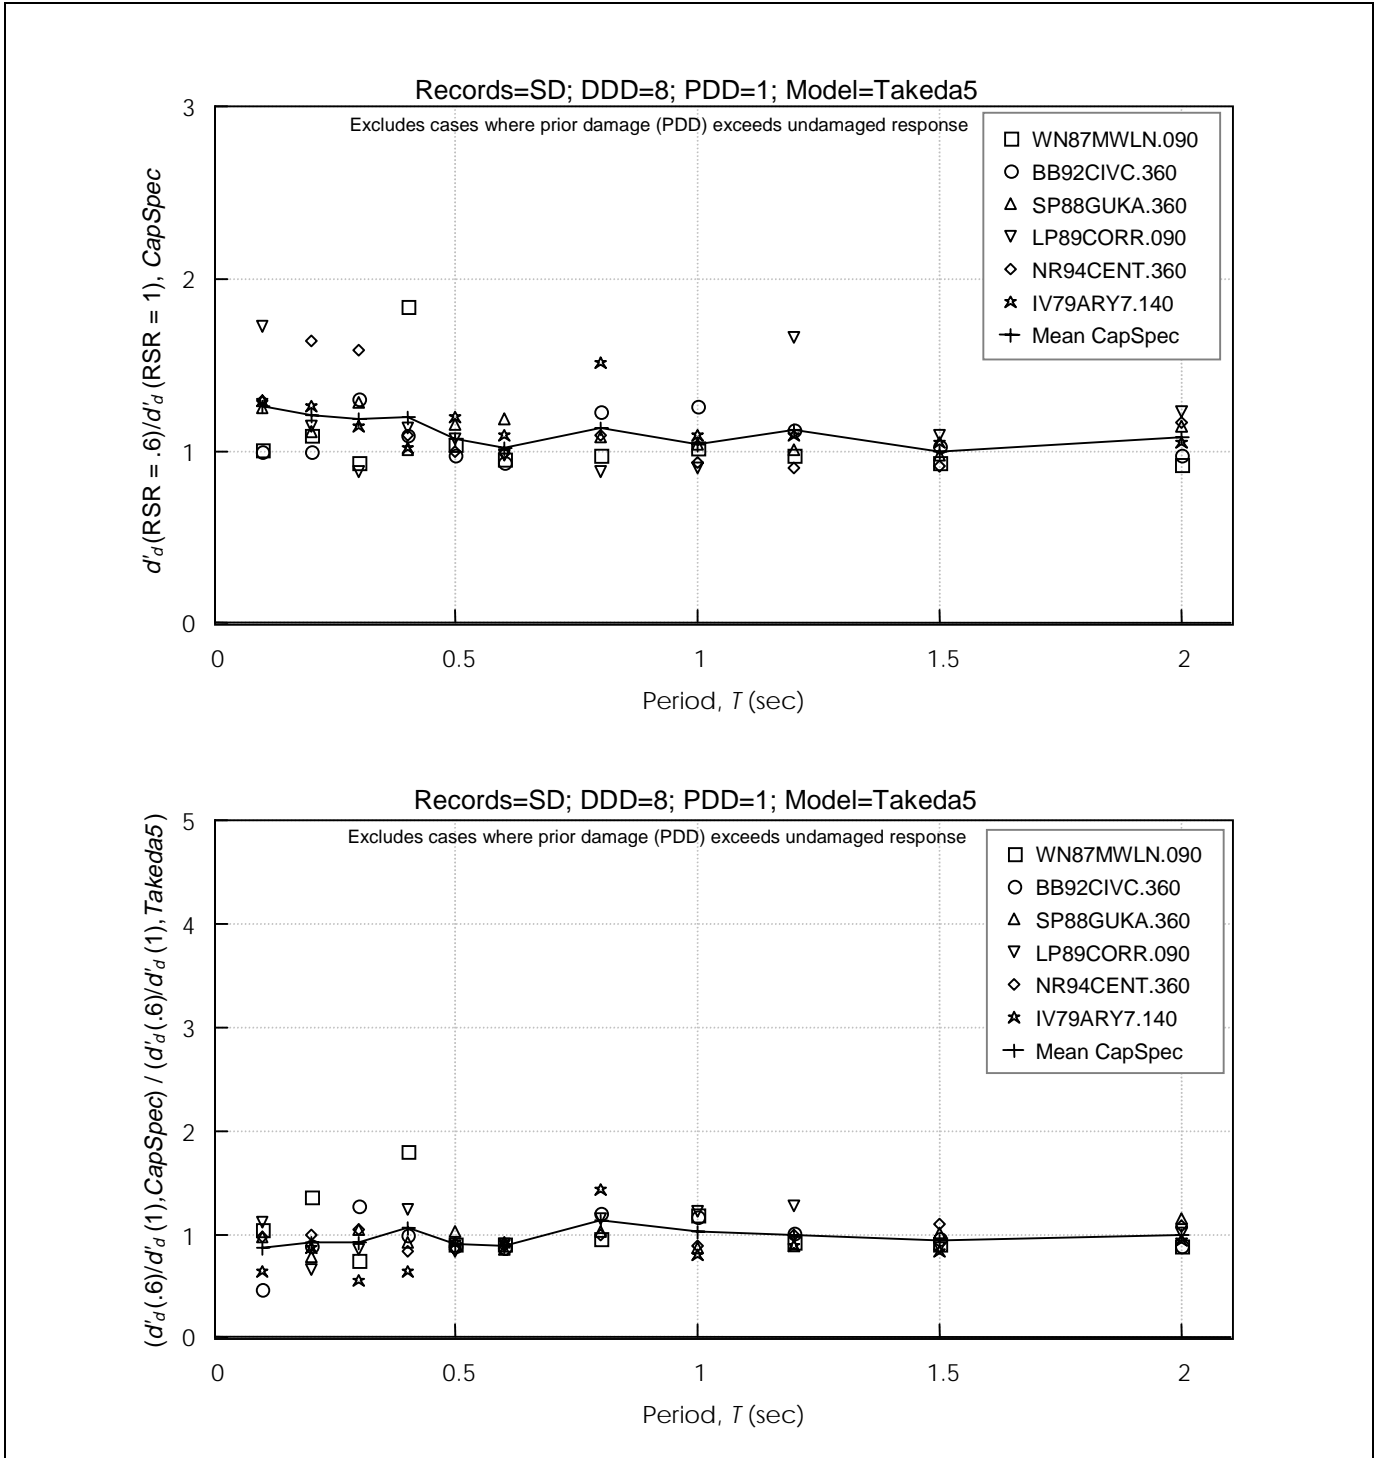 Records=SD; DDD=8; PDD=1; Model=Takeda5
Excludes cases where prior damage (PDD) exceeds undamaged response
d'd (RSR = .6)/d'd (RSR = 1), CapSpec
3
2
1
0
WN87MWLN.090
BB92CIVC.360
SP88GUKA.360
LP89CORR.090
NR94CENT.360
IV79ARY7.140
Mean CapSpec
0 0.5 1 1.5 2
Period, T (sec)
Records=SD; DDD=8; PDD=1; Model=Takeda5
Excludes cases where prior damage (PDD) exceeds undamaged response
(d'd (.6)/d'd (1),CapSpec) / (d'd (.6)/d'd (1),Takeda5)
5
4
3
2
1
0
WN87MWLN.090
BB92CIVC.360
SP88GUKA.360
LP89CORR.090
NR94CENT.360
IV79ARY7.140
Mean CapSpec
0 0.5 1 1.5 2
Period, T (sec)